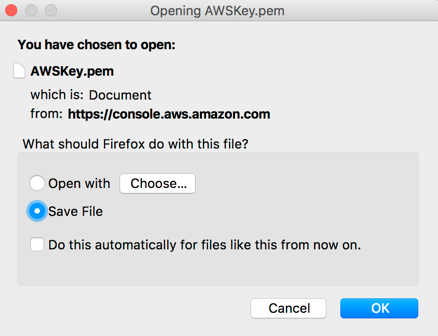 Opening AWSKey.pem
You have chosen to open:
AWSKey.pem
which is: Document
from: https://console.aws.amazon.com
What should Firefox do with this file?
Open with Choose...
Save File
Do this automatically for files like this from now on.
Cancel OK